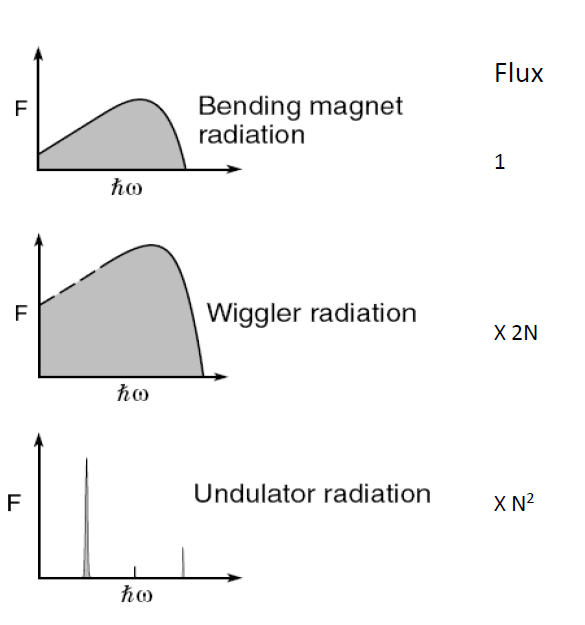 Flux
F
Bending magnet
radiation
1
ħω
F
Wiggler radiation
X 2N
ħω
F
Undulator radiation
X N²
ħω